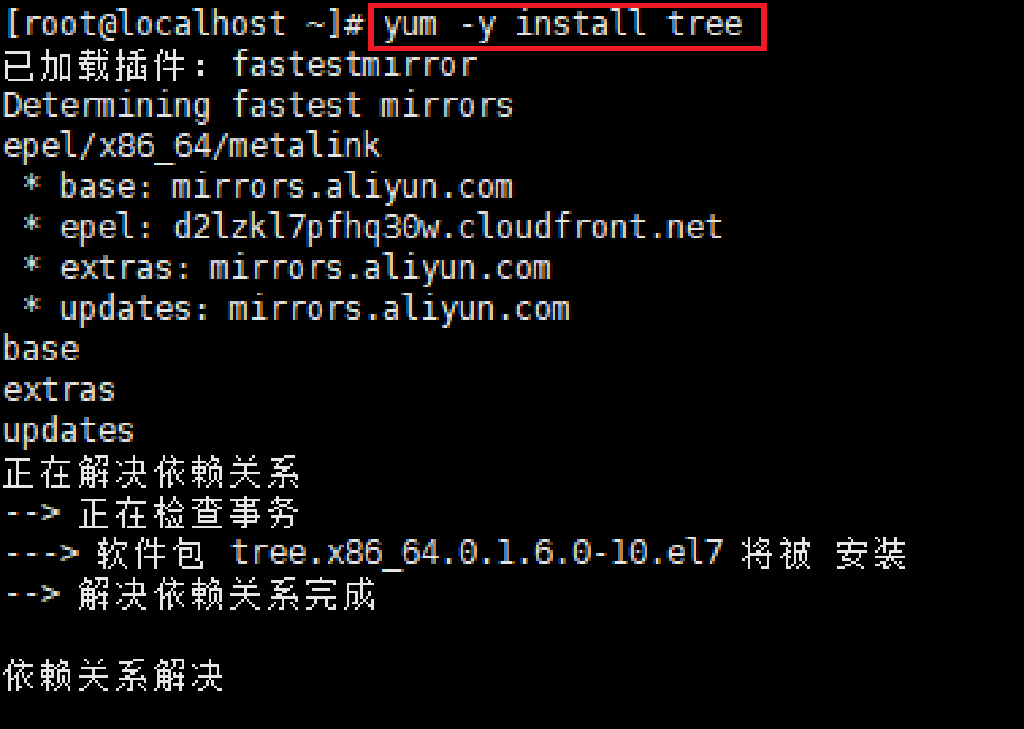 [root@localhost ~]# yum -y install tree
已加载插件：fastestmirror
Determining fastest mirrors
epel/x86_64/metalink
 * base: mirrors.aliyun.com
 * epel: d2lzkl7pfhq30w.cloudfront.net
 * extras: mirrors.aliyun.com
 * updates: mirrors.aliyun.com
base
extras
updates
正在解决依赖关系
--> 正在检查事务
---> 软件包 tree.x86_64.0.1.6.0-10.el7 将被 安装
--> 解决依赖关系完成
依赖关系解决